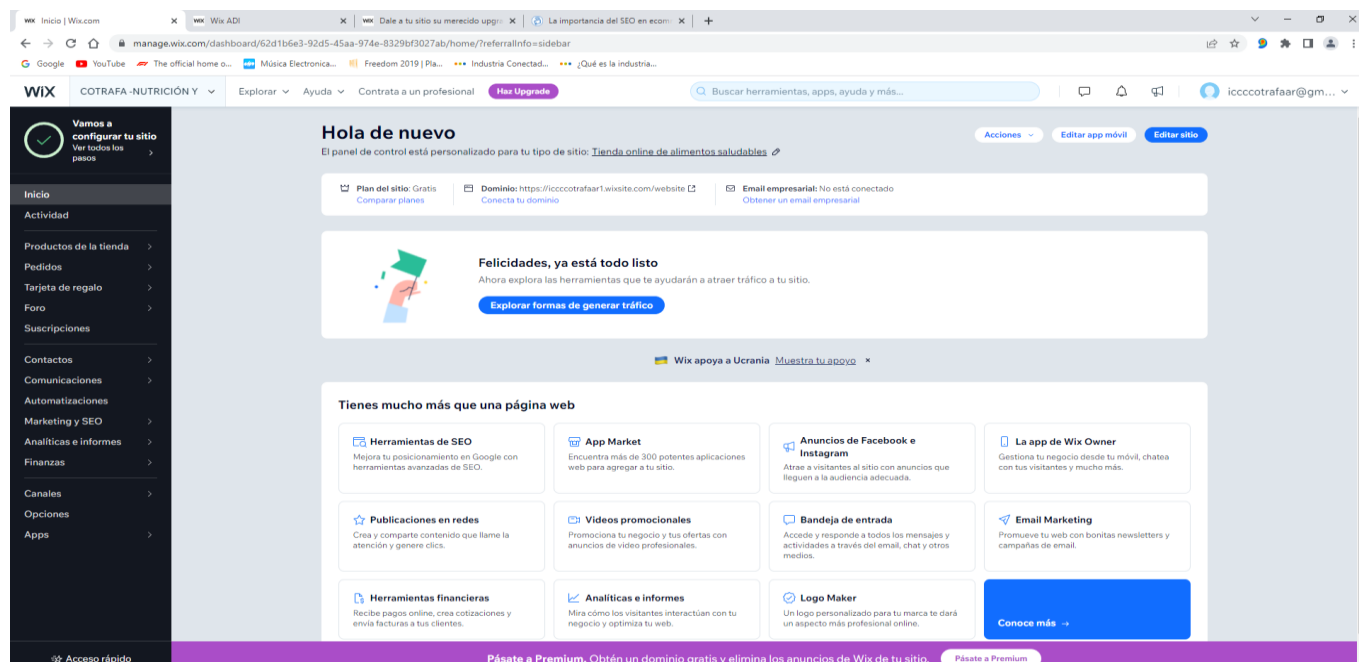 Inicio | Wix.com
Wix ADI
Dale a tu sitio su merecido upgr
La importancia del SEO en ecom
manage.wix.com/dashboard/62d1b6e3-92d5-45aa-974e-8329bf3027ab/home/?referralInfo=sidebar
Google YouTube The official home o... Música Electronica... Freedom 2019 | Pla... Industria Conectad... ¿Qué es la industria...
WiX COTRAFA -NUTRICIÓN Y Explorar Ayuda Contrata a un profesional Haz Upgrade Buscar herramientas, apps, ayuda y más... iccccotrafaar@gm...
Vamos a
configurar tu sitio
Ver todos los
pasos
Inicio
Actividad
Productos de la tienda
Pedidos
Tarjeta de regalo
Foro
Suscripciones
Contactos
Comunicaciones
Automatizaciones
Marketing y SEO
Analíticas e informes
Finanzas
Canales
Opciones
Apps
Acceso rápido
Hola de nuevo
El panel de control está personalizado para tu tipo de sitio: Tienda online de alimentos saludables
Acciones Editar app móvil Editar sitio
Plan del sitio: Gratis
Comparar planes
Dominio: https://iccccotrafaar1.wixsite.com/website
Conecta tu dominio
Email empresarial: No está conectado
Obtener un email empresarial
Felicidades, ya está todo listo
Ahora explora las herramientas que te ayudarán a atraer tráfico a tu sitio.
Explorar formas de generar tráfico
Wix apoya a Ucrania Muestra tu apoyo ×
Tienes mucho más que una página web
Herramientas de SEO
Mejora tu posicionamiento en Google con
herramientas avanzadas de SEO.
App Market
Encuentra más de 300 potentes aplicaciones
web para agregar a tu sitio.
Anuncios de Facebook e
Instagram
Atrae a visitantes al sitio con anuncios que
lleguen a la audiencia adecuada.
La app de Wix Owner
Gestiona tu negocio desde tu móvil, chatea
con tus visitantes y mucho más.
Publicaciones en redes
Crea y comparte contenido que llame la
atención y genere clics.
Videos promocionales
Promociona tu negocio y tus ofertas con
anuncios de video profesionales.
Bandeja de entrada
Accede y responde a todos los mensajes y
actividades a través del email, chat y otros
medios.
Email Marketing
Promueve tu web con bonitas newsletters y
campañas de email.
Herramientas financieras
Recibe pagos online, crea cotizaciones y
envía facturas a tus clientes.
Analíticas e informes
Mira cómo los visitantes interactúan con tu
negocio y optimiza tu web.
Logo Maker
Un logo personalizado para tu marca te dará
un aspecto más profesional online.
Conoce más →
Pásate a Premium. Obtén un dominio gratis y elimina los anuncios de Wix de tu sitio. Pásate a Premium